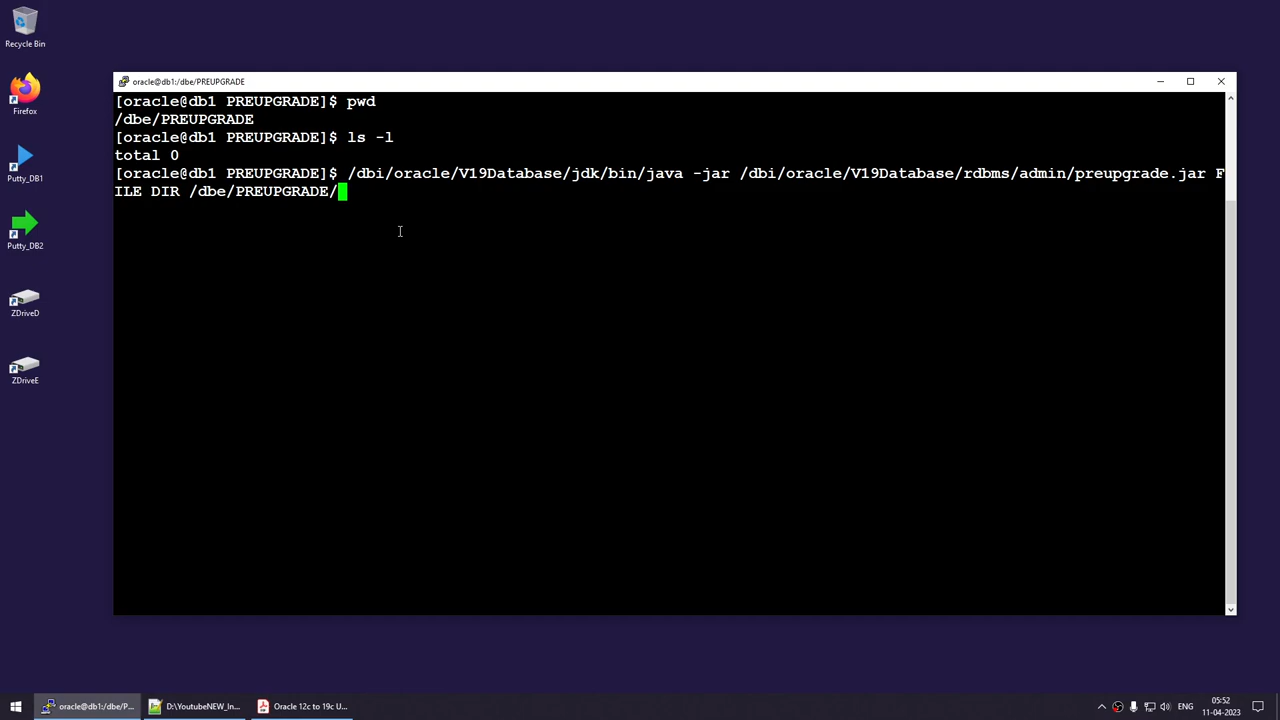 Recycle Bin
Firefox
Putty_DB1
Putty_DB2
ZDriveD
ZDriveE
oracle@db1:/dbe/PREUPGRADE
[oracle@db1 PREUPGRADE]$ pwd
/dbe/PREUPGRADE
[oracle@db1 PREUPGRADE]$ ls -l
total 0
[oracle@db1 PREUPGRADE]$ /dbi/oracle/V19Database/jdk/bin/java -jar /dbi/oracle/V19Database/rdbms/admin/preupgrade.jar F
ILE DIR /dbe/PREUPGRADE/
oracle@db1:/dbe/P...
D:\YoutubeNEW_In...
Oracle 12c to 19c U...
ENG
05:52
11-04-2023